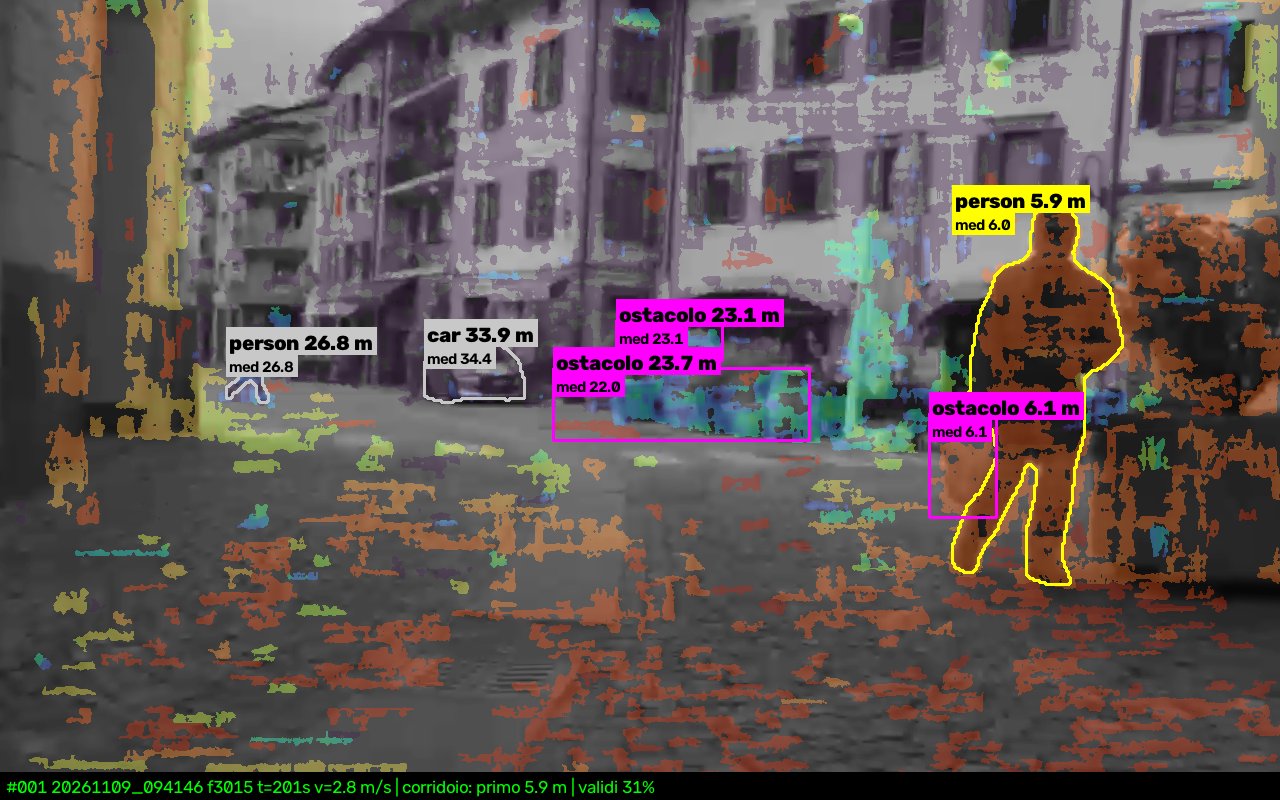 person 5.9 m
med 6.0
ostacolo 23.1 m
med 23.1
person 26.8 m
med 26.8
car 33.9 m
med 34.4
ostacolo 23.7 m
med 22.0
ostacolo 6.1 m
med 6.1
#001 20261109_094146 f3015 t=201s v=2.8 m/s | corridoio: primo 5.9 m | validi 31%